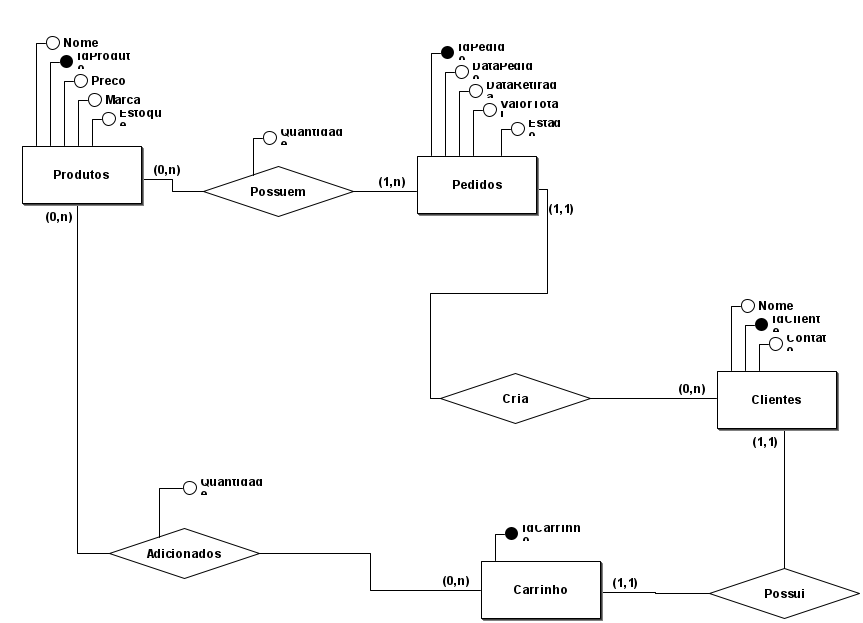 Nome
IdProdut
o
Preco
Marca
Estoqu
e
Produtos
(0,n)
(0,n)
Quantidad
e
Possuem
(1,n)
IdPedid
o
DataPedid
o
DataRetirad
a
ValorTota
l
Estad
o
Pedidos
(1,1)
Nome
IdClient
e
Contat
o
Clientes
(0,n)
Cria
(1,1)
Quantidad
e
Adicionados
(0,n)
IdCarrinh
o
Carrinho
(1,1)
Possui